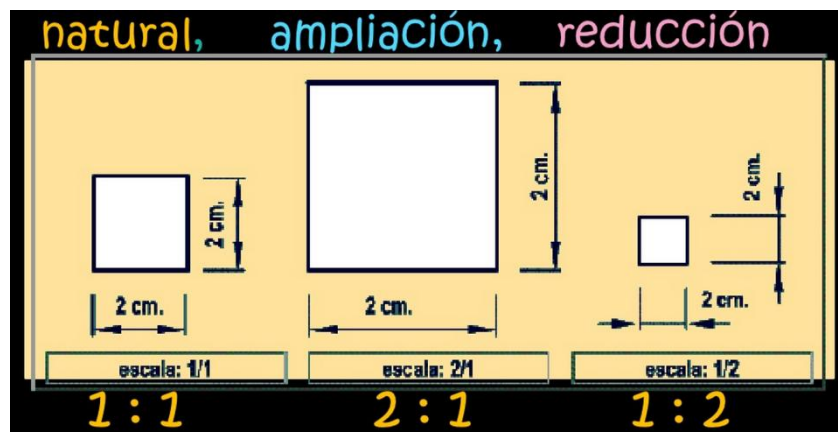 natural, ampliación, reducción
2 cm.
2 cm.
2 cm.
2 cm.
2 cm.
2 cm.
escala: 1/1 escala: 2/1 escala: 1/2
1 : 1 2 : 1 1 : 2